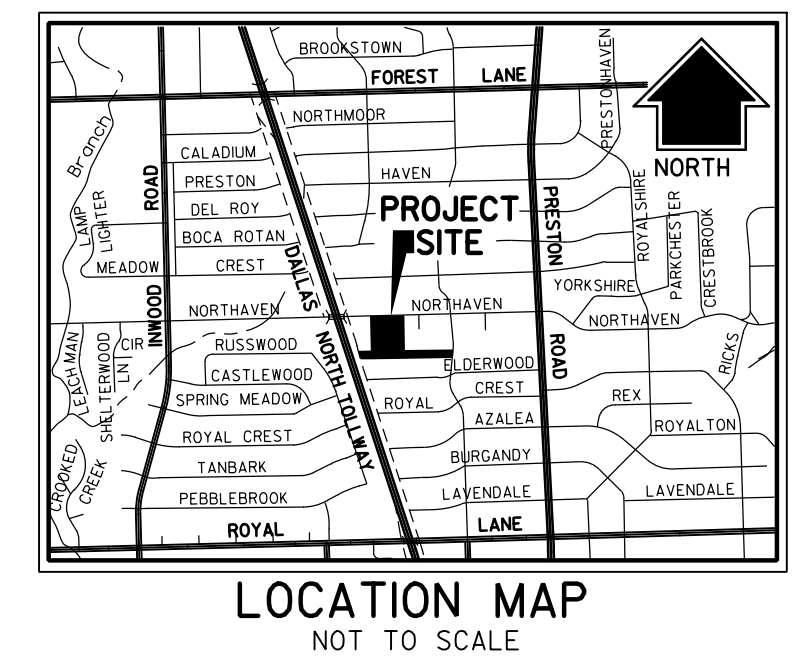 BROOKSTOWN
FOREST LANE
PRESTONHAVEN
NORTHMOOR
Branch
CALADIUM
HAVEN
NORTH
ROAD
PRESTON
DEL ROY
LAMP
LIGHTER
BOCA ROTAN
PROJECT
SITE
PRESTON
ROYALSHIRE
PARKCHESTER
CRESTBROOK
MEADOW CREST
DALLAS
YORKSHIRE
NORTHAVEN
NORTHAVEN
NORTHAVEN
INWOOD
LEACHMAN
SHELTERWOOD
CIR
LN
RUSSWOOD
NORTH TOLLWAY
ROAD
RICKS
ELDERWOOD
CASTLEWOOD
CREST
SPRING MEADOW
ROYAL
REX
AZALEA
ROYALTON
ROYAL CREST
CROOKED
CREEK
TANBARK
BURGANDY
PEBBLEBROOK
LAVENDALE
LAVENDALE
ROYAL LANE
LOCATION MAP
NOT TO SCALE